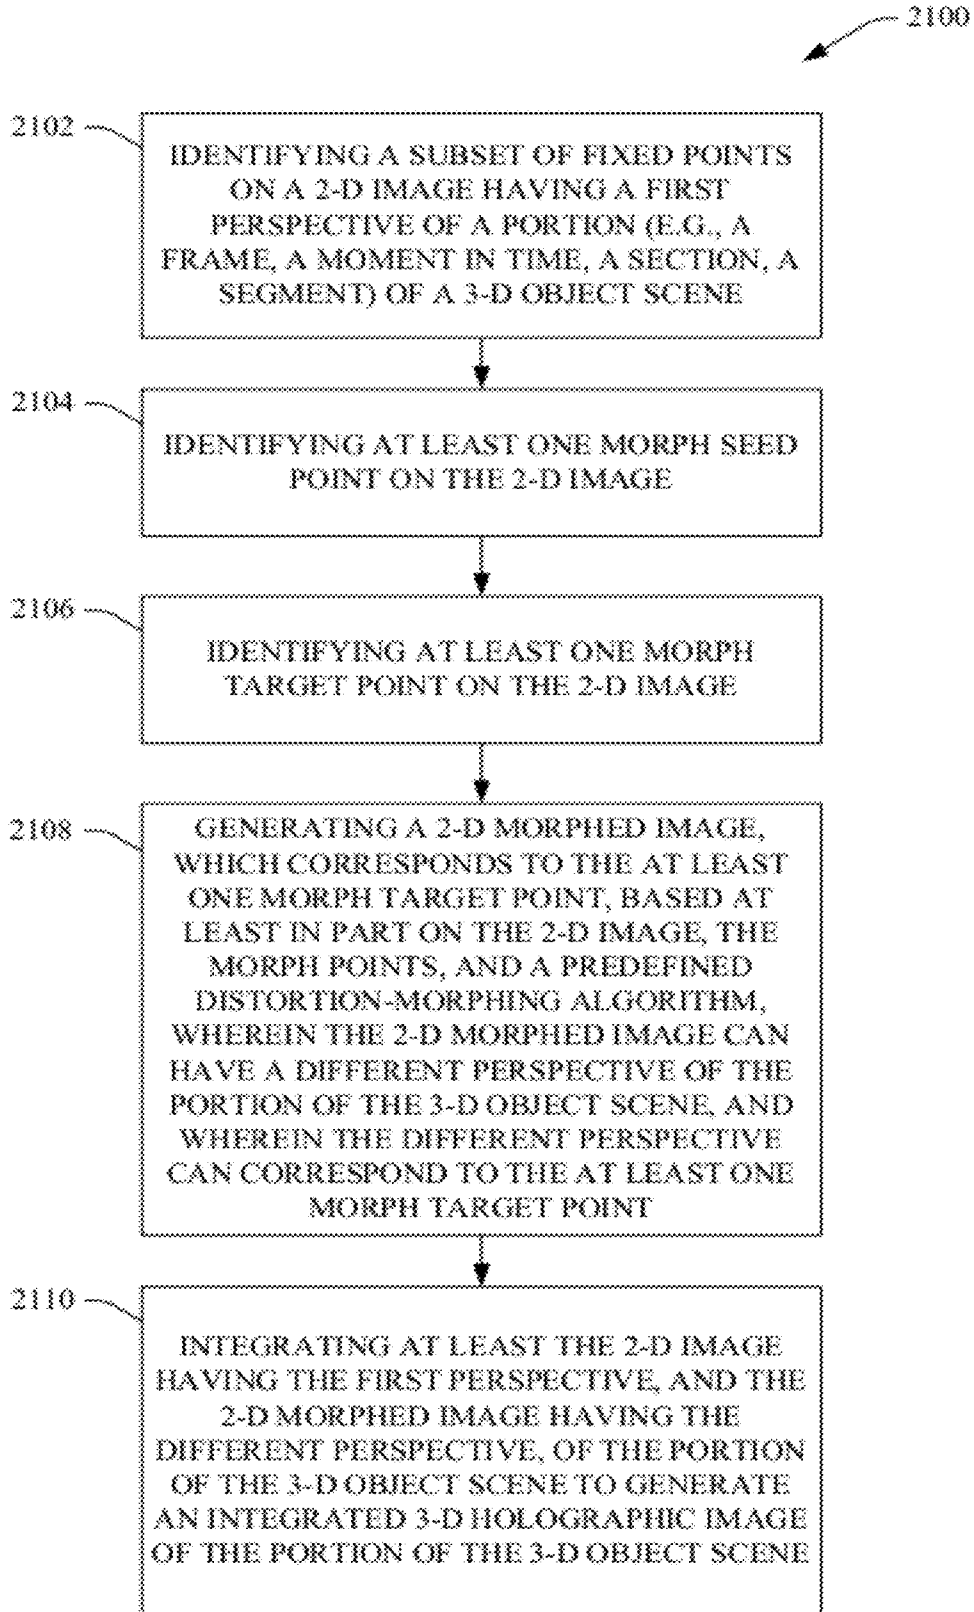 2100
2102
IDENTIFYING A SUBSET OF FIXED POINTS
ON A 2-D IMAGE HAVING A FIRST
PERSPECTIVE OF A PORTION (E.G., A
FRAME, A MOMENT IN TIME, A SECTION, A
SEGMENT) OF A 3-D OBJECT SCENE
2104
IDENTIFYING AT LEAST ONE MORPH SEED
POINT ON THE 2-D IMAGE
2106
IDENTIFYING AT LEAST ONE MORPH
TARGET POINT ON THE 2-D IMAGE
2108
GENERATING A 2-D MORPHED IMAGE,
WHICH CORRESPONDS TO THE AT LEAST
ONE MORPH TARGET POINT, BASED AT
LEAST IN PART ON THE 2-D IMAGE, THE
MORPH POINTS, AND A PREDEFINED
DISTORTION-MORPHING ALGORITHM,
WHEREIN THE 2-D MORPHED IMAGE CAN
HAVE A DIFFERENT PERSPECTIVE OF THE
PORTION OF THE 3-D OBJECT SCENE, AND
WHEREIN THE DIFFERENT PERSPECTIVE
CAN CORRESPOND TO THE AT LEAST ONE
MORPH TARGET POINT
2110
INTEGRATING AT LEAST THE 2-D IMAGE
HAVING THE FIRST PERSPECTIVE, AND THE
2-D MORPHED IMAGE HAVING THE
DIFFERENT PERSPECTIVE, OF THE PORTION
OF THE 3-D OBJECT SCENE TO GENERATE
AN INTEGRATED 3-D HOLOGRAPHIC IMAGE
OF THE PORTION OF THE 3-D OBJECT SCENE